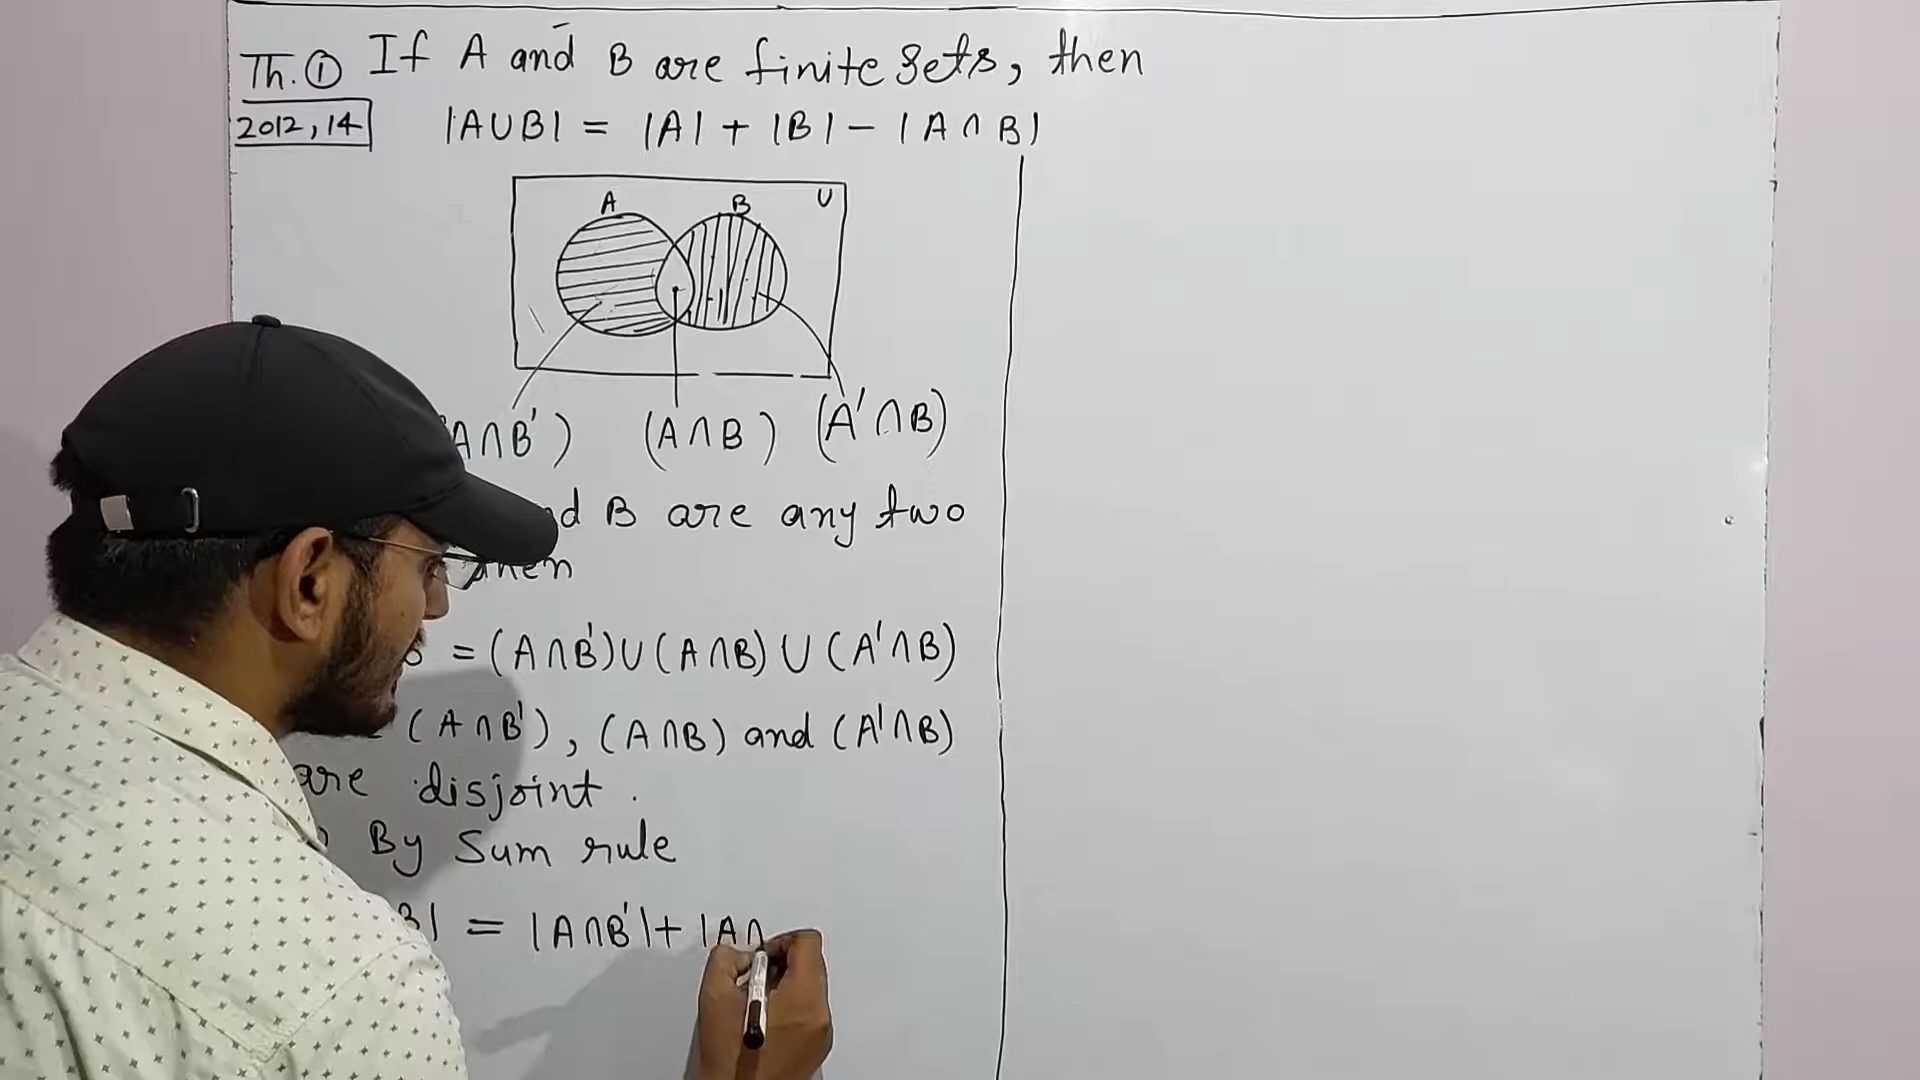 Th. ① If A and B are finite sets, then
2012, 14
|A∪B| = |A| + |B| − |A ∩ B|
A B U
A∩B') (A∩B) (A'∩B)
B are any two
then
= (A∩B')∪(A∩B) ∪ (A'∩B)
(A∩B'), (A∩B) and (A'∩B)
are disjoint.
By Sum rule
B| = |A∩B'| + |A∩